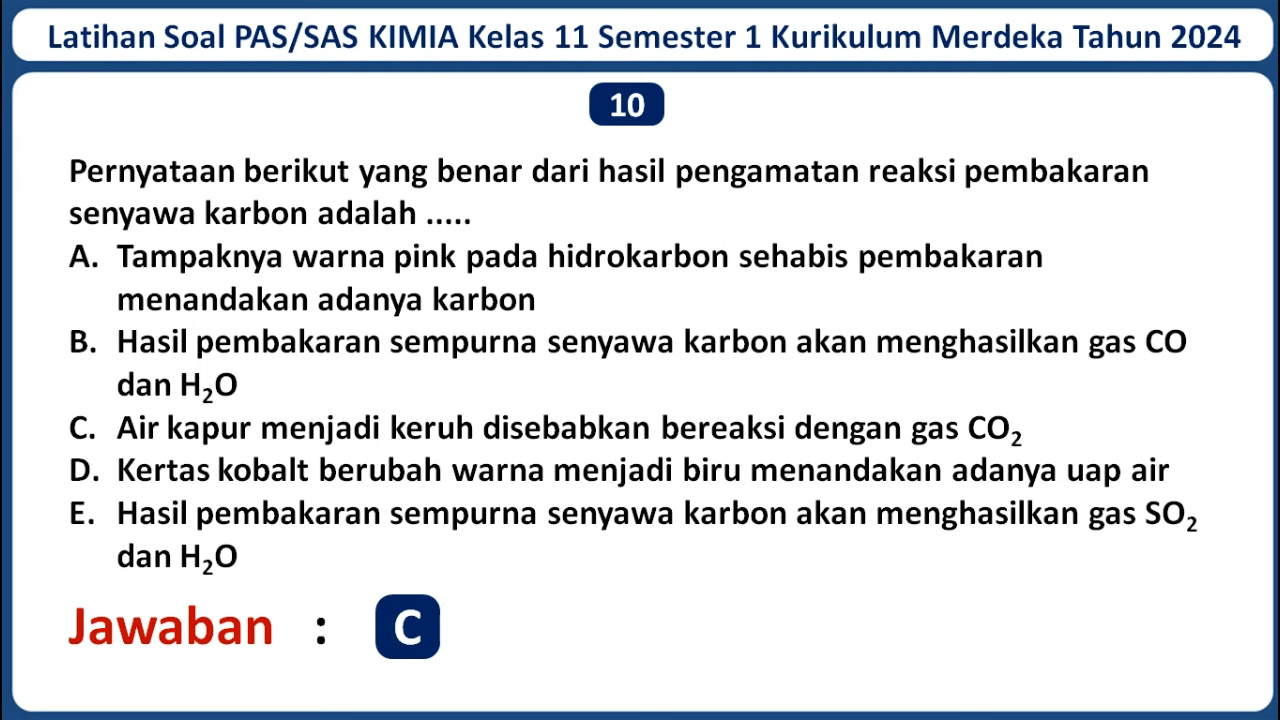 Latihan Soal PAS/SAS KIMIA Kelas 11 Semester 1 Kurikulum Merdeka Tahun 2024
10
Pernyataan berikut yang benar dari hasil pengamatan reaksi pembakaran
senyawa karbon adalah .....
A. Tampaknya warna pink pada hidrokarbon sehabis pembakaran
menandakan adanya karbon
B. Hasil pembakaran sempurna senyawa karbon akan menghasilkan gas CO
dan H₂O
C. Air kapur menjadi keruh disebabkan bereaksi dengan gas CO₂
D. Kertas kobalt berubah warna menjadi biru menandakan adanya uap air
E. Hasil pembakaran sempurna senyawa karbon akan menghasilkan gas SO₂
dan H₂O
Jawaban : C